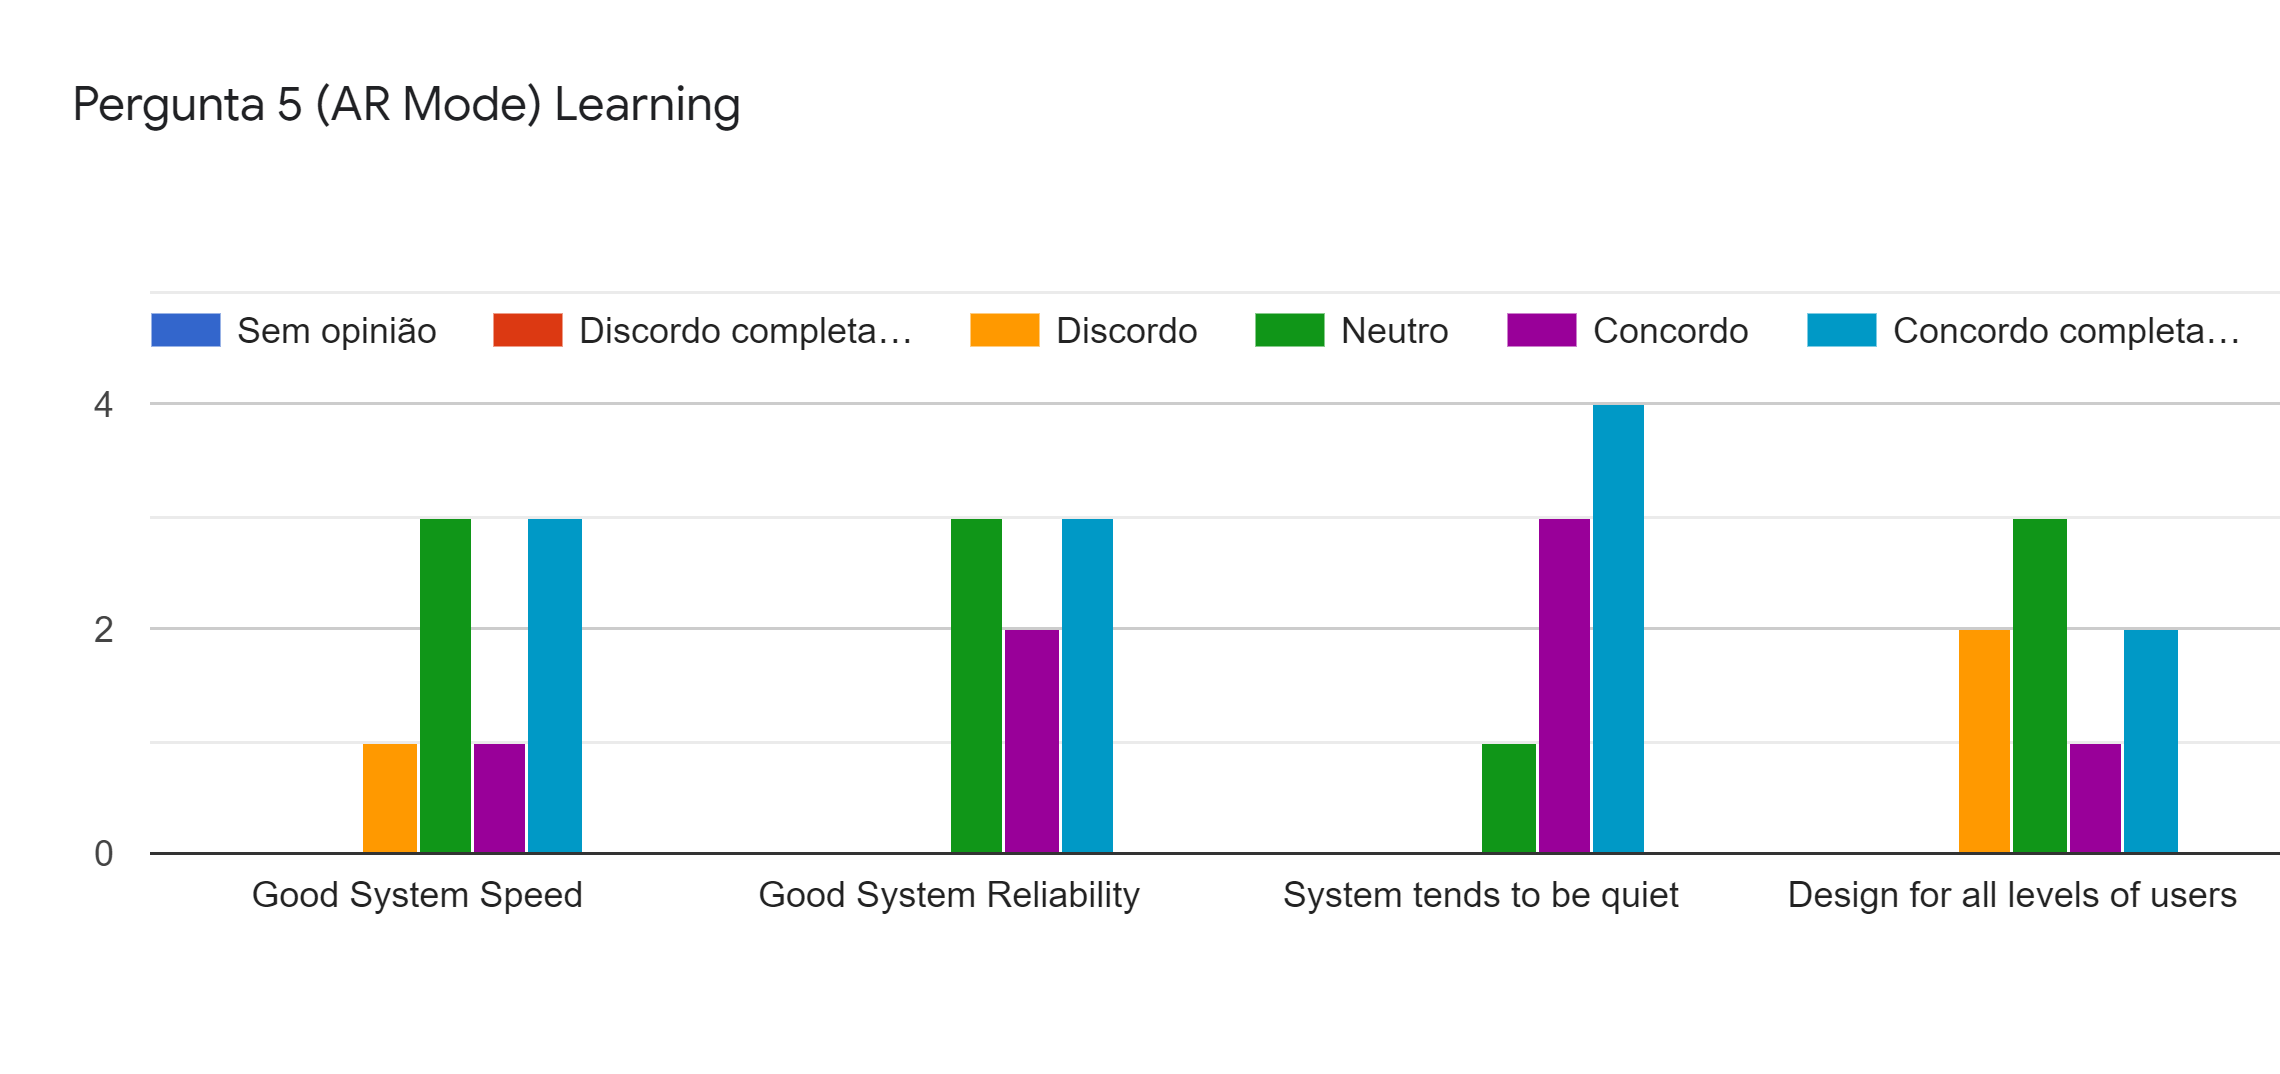 Pergunta 5 (AR Mode) Learning
Sem opinião Discordo completa… Discordo Neutro Concordo Concordo completa…
4
2
0
Good System Speed Good System Reliability System tends to be quiet Design for all levels of users